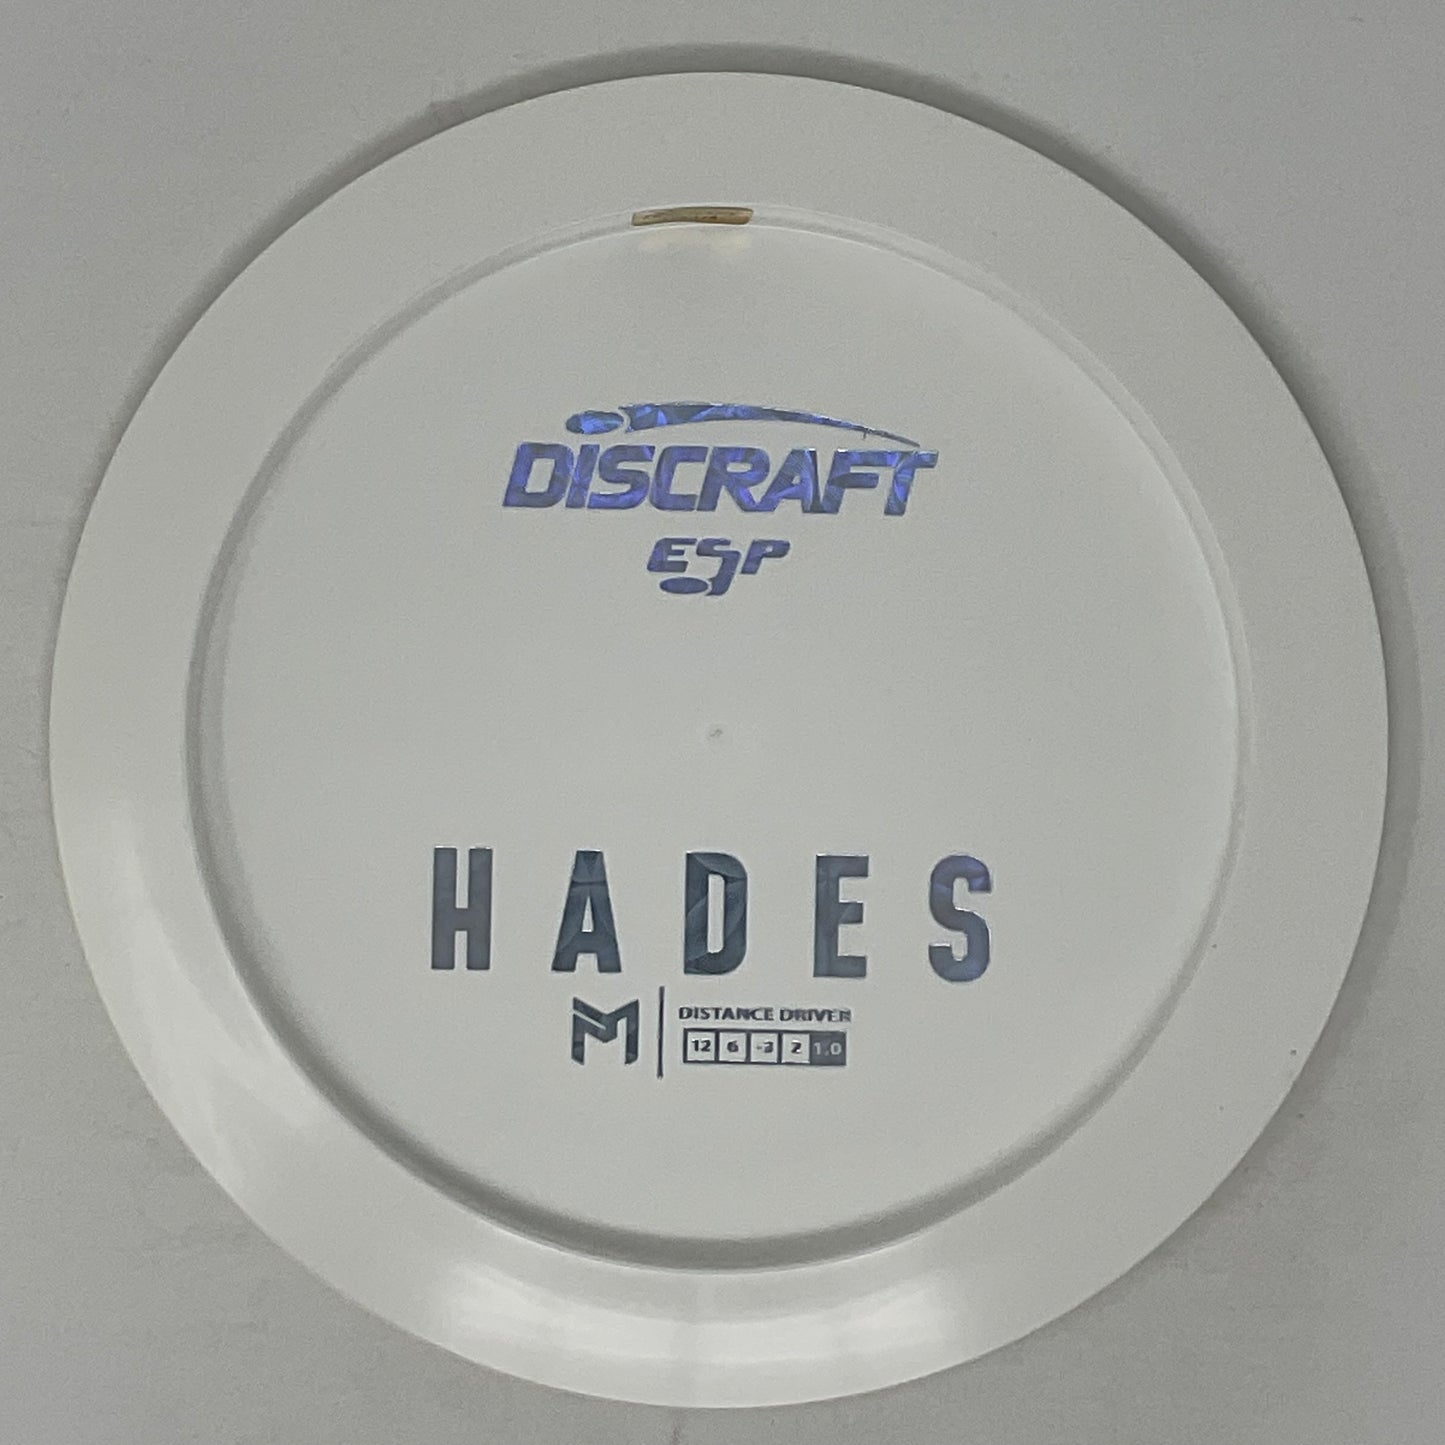 DISCRAFT
ESP
HADES
M DISTANCE DRIVER
12 6 -3 2 1.0